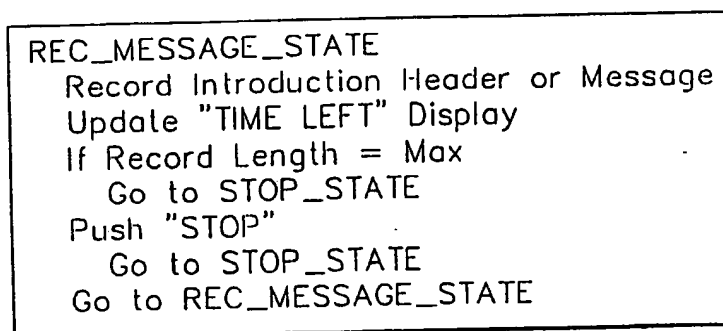 REC_MESSAGE_STATE
Record Introduction Header or Message
Update "TIME LEFT" Display
If Record Length = Max
Go to STOP_STATE
Push "STOP"
Go to STOP_STATE
Go to REC_MESSAGE_STATE